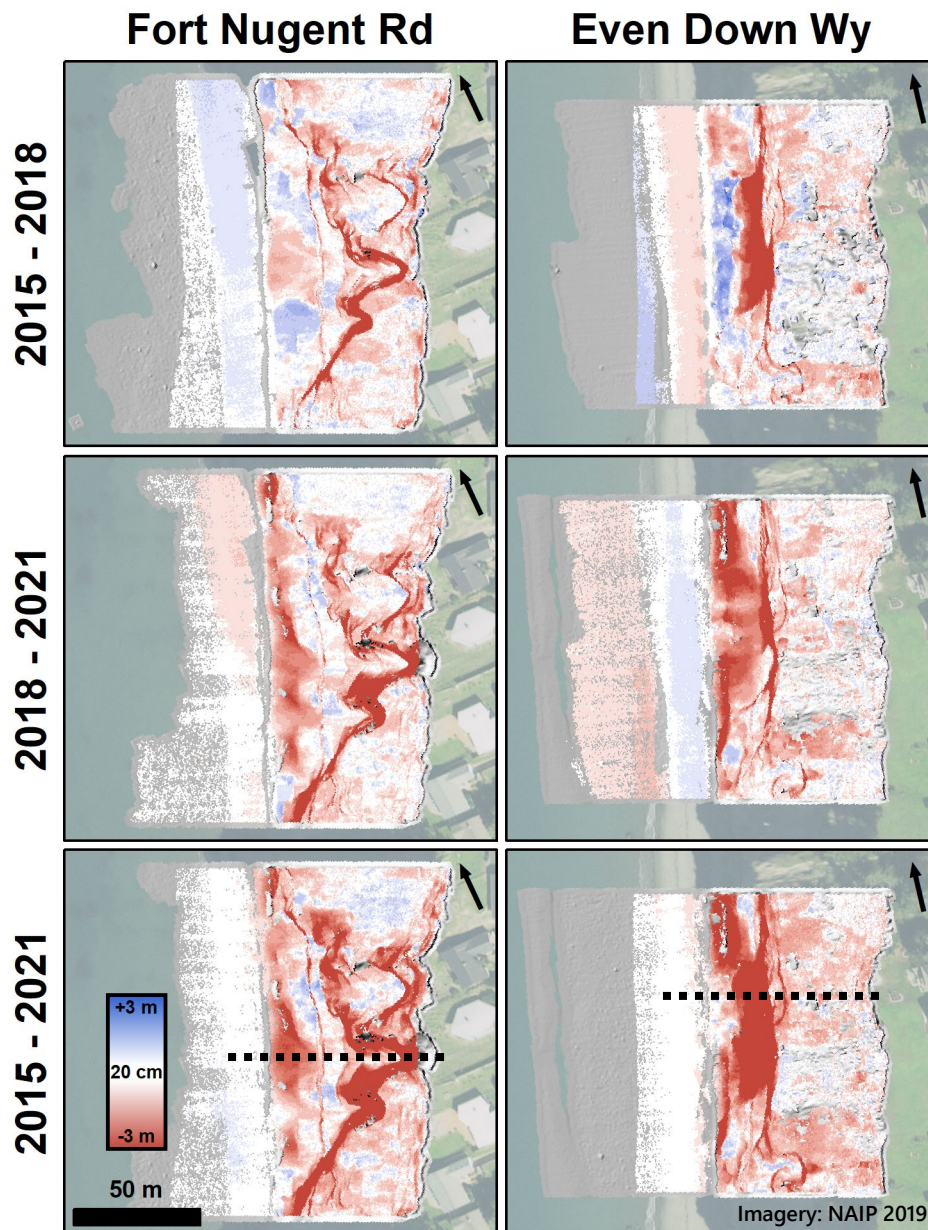 Fort Nugent Rd
Even Down Wy
2015 - 2018
2018 - 2021
2015 - 2021
+3 m
20 cm
-3 m
50 m
Imagery: NAIP 2019